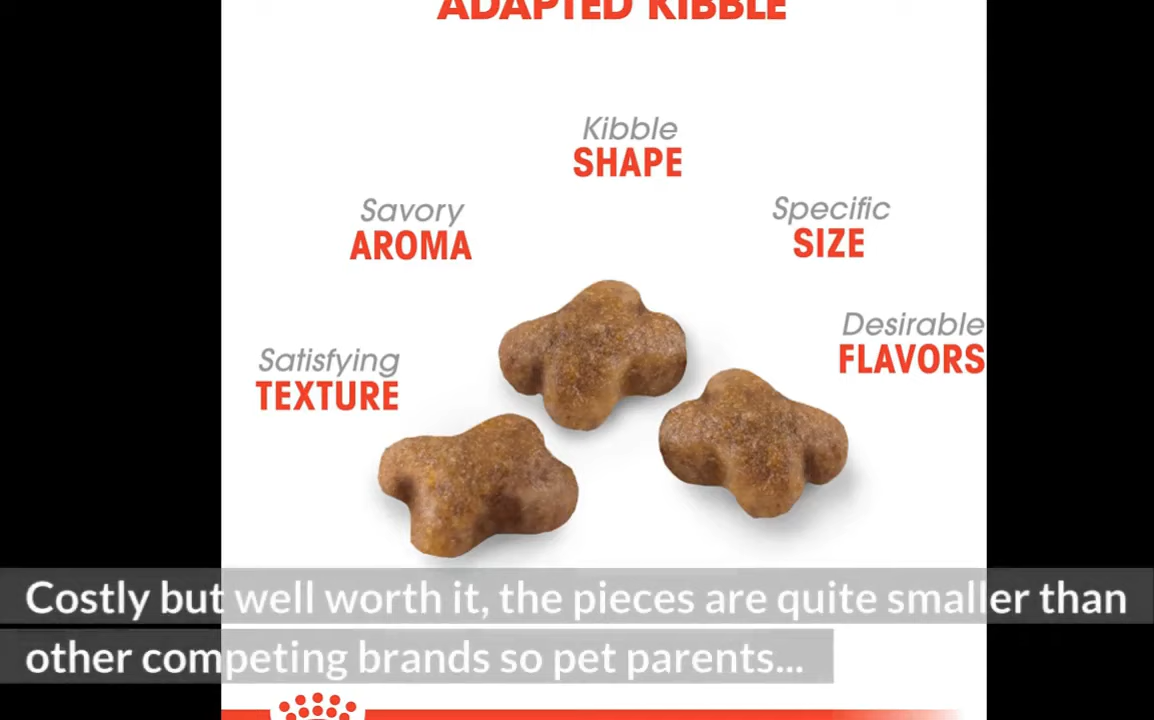 ADAPTED KIBBLE
Kibble
SHAPE
Savory
AROMA
Specific
SIZE
Desirable
FLAVORS
Satisfying
TEXTURE
Costly but well worth it, the pieces are quite smaller than
other competing brands so pet parents...